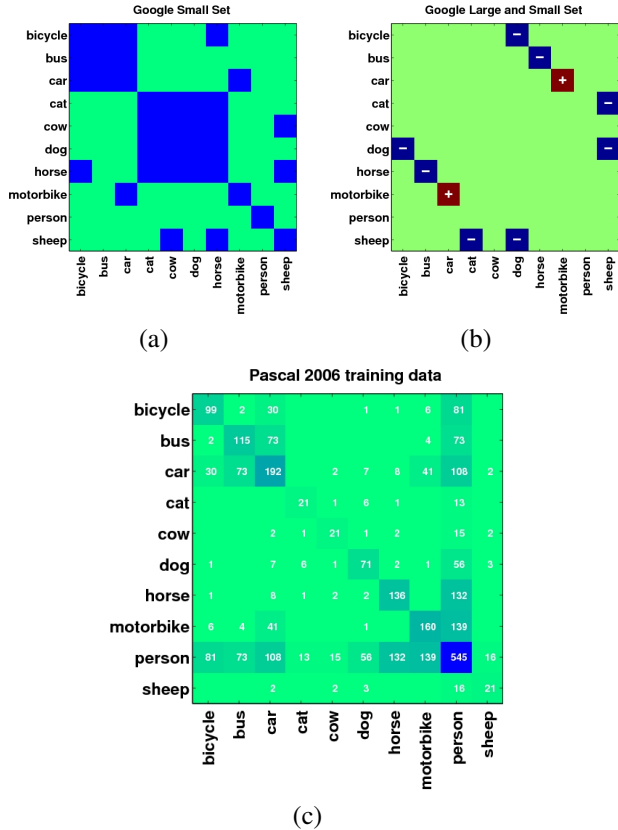 Google Small Set
bicycle
bus
car
cat
cow
dog
horse
motorbike
person
sheep
bicycle
bus
car
cat
cow
dog
horse
motorbike
person
sheep
(a)
Google Large and Small Set
bicycle −
bus −
car +
cat −
cow
dog − −
horse −
motorbike +
person
sheep − −
bicycle
bus
car
cat
cow
dog
horse
motorbike
person
sheep
(b)
Pascal 2006 training data
bicycle 99 2 30 1 1 6 81
bus 2 115 73 4 73
car 30 73 192 2 7 8 41 108 2
cat 21 1 6 1 13
cow 2 1 21 1 2 15 2
dog 1 7 6 1 71 2 1 56 3
horse 1 8 1 2 2 136 132
motorbike 6 4 41 1 160 139
person 81 73 108 13 15 56 132 139 545 16
sheep 2 2 3 16 21
bicycle
bus
car
cat
cow
dog
horse
motorbike
person
sheep
(c)